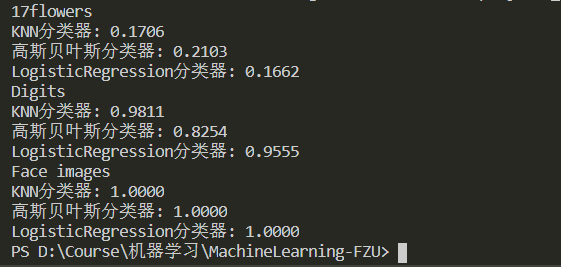 17flowers
KNN分类器: 0.1706
高斯贝叶斯分类器: 0.2103
LogisticRegression分类器: 0.1662
Digits
KNN分类器: 0.9811
高斯贝叶斯分类器: 0.8254
LogisticRegression分类器: 0.9555
Face images
KNN分类器: 1.0000
高斯贝叶斯分类器: 1.0000
LogisticRegression分类器: 1.0000
PS D:\Course\机器学习\MachineLearning-FZU>